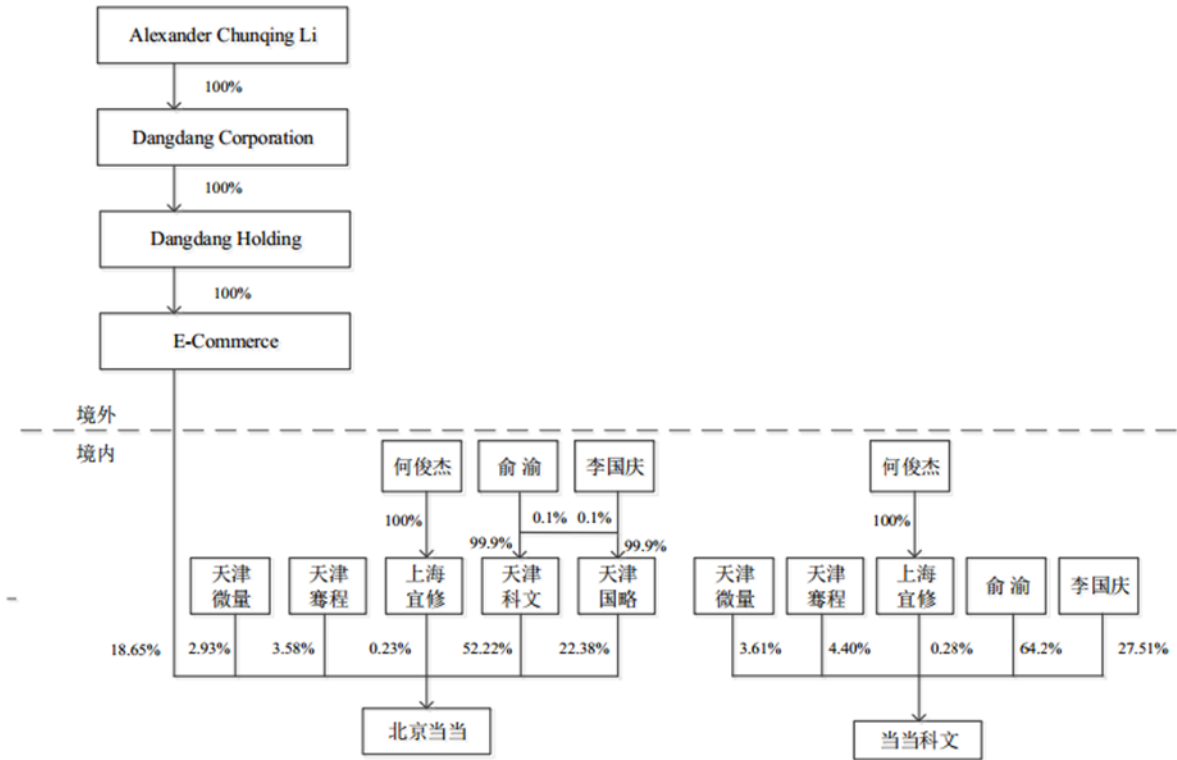 Alexander Chunqing Li
100%
Dangdang Corporation
100%
Dangdang Holding
100%
E-Commerce
境外
境内
何俊杰
俞 渝
李国庆
何俊杰
100%
0.1%
0.1%
99.9%
99.9%
100%
天津
微量
天津
骞程
上海
宜修
天津
科文
天津
国略
天津
微量
天津
骞程
上海
宜修
俞 渝
李国庆
18.65%
2.93%
3.58%
0.23%
52.22%
22.38%
3.61%
4.40%
0.28%
64.2%
27.51%
北京当当
当当科文